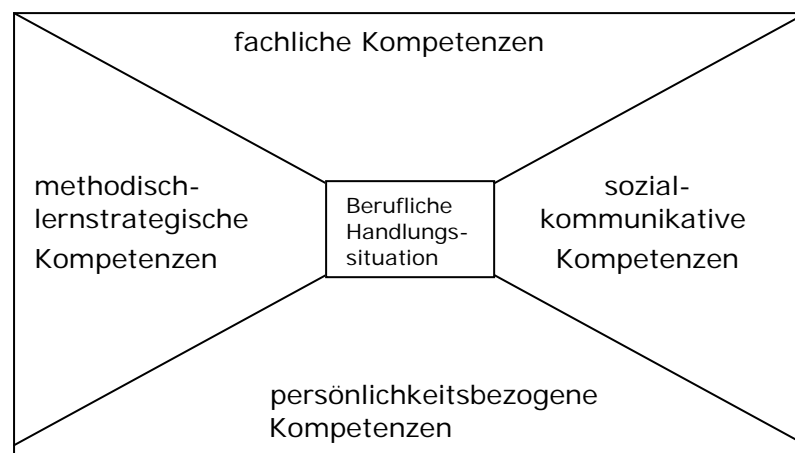 fachliche Kompetenzen
methodisch-
lernstrategische
Kompetenzen
Berufliche
Handlungs-
situation
sozial-
kommunikative
Kompetenzen
persönlichkeitsbezogene
Kompetenzen